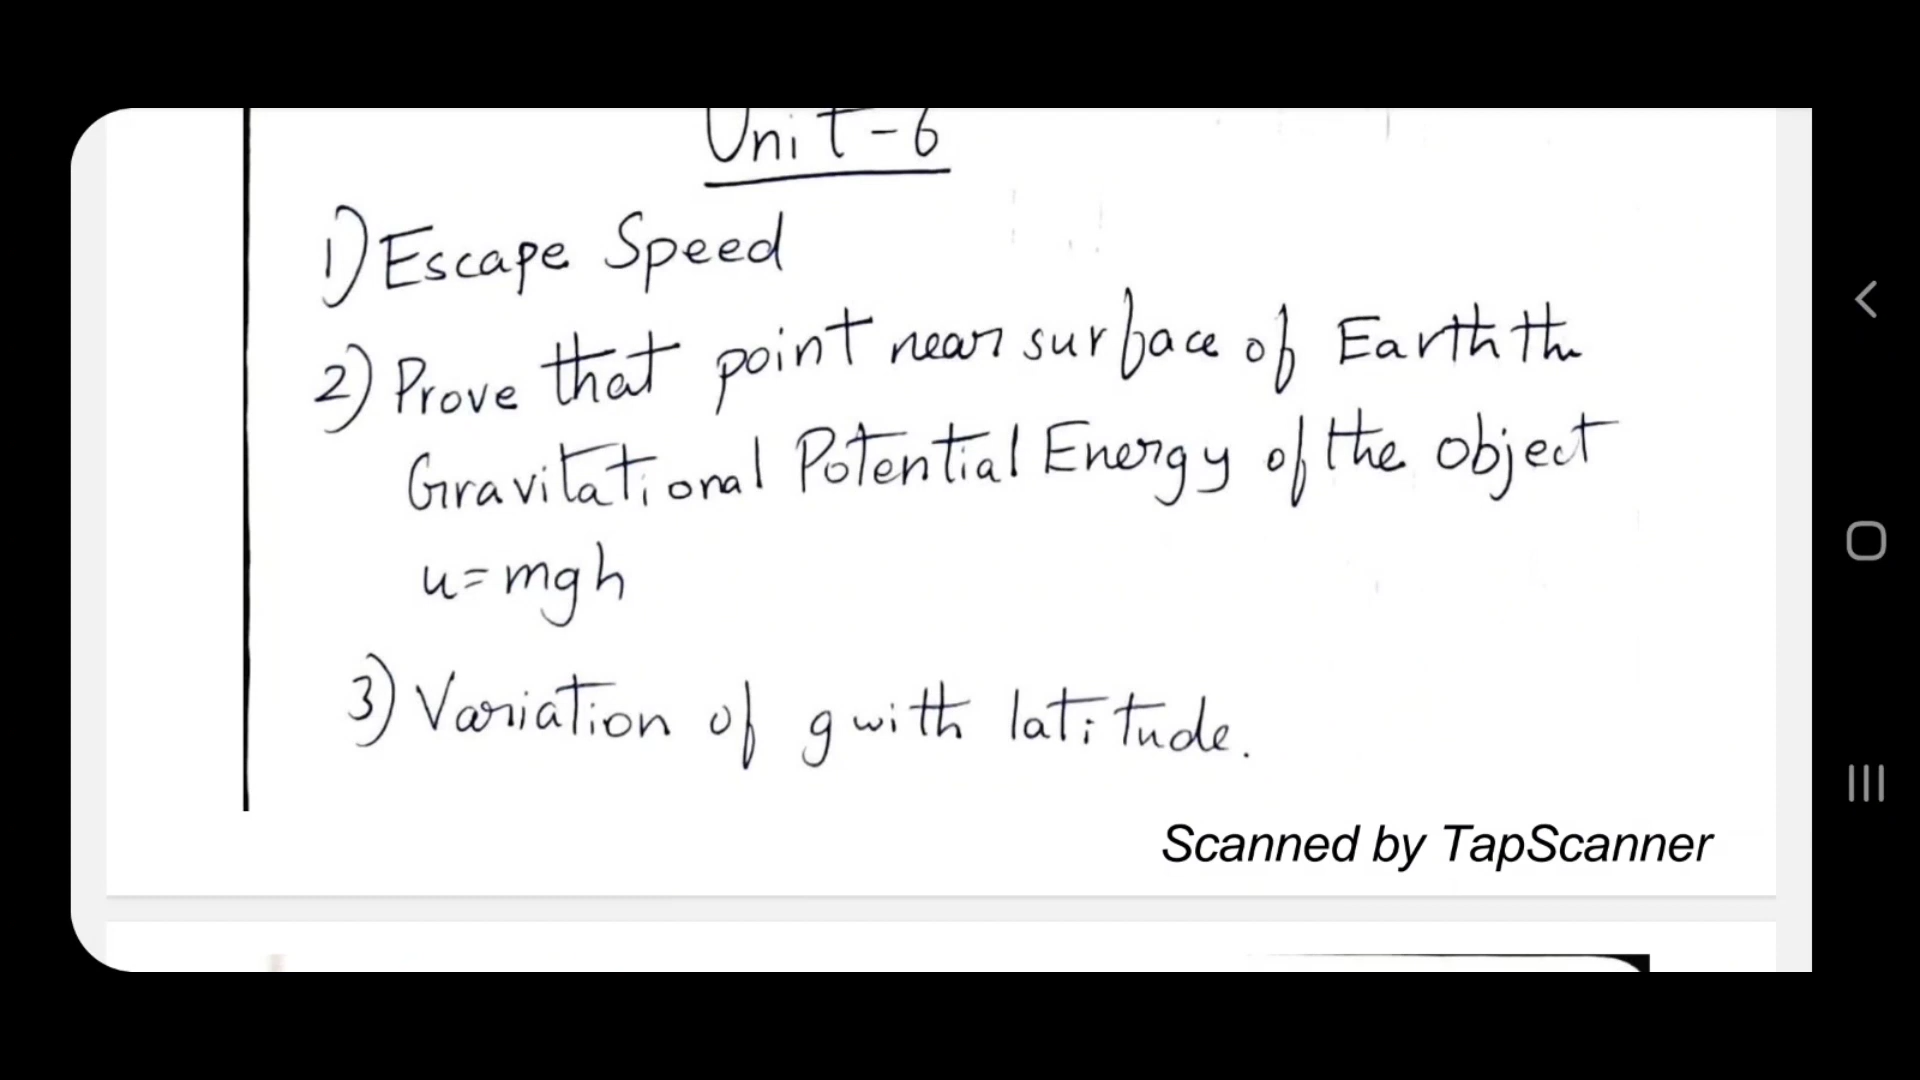 Unit-6
1) Escape Speed
2) Prove that point near surface of Earth the
Gravitational Potential Energy of the object
u=mgh
3) Variation of g with latitude.
Scanned by TapScanner